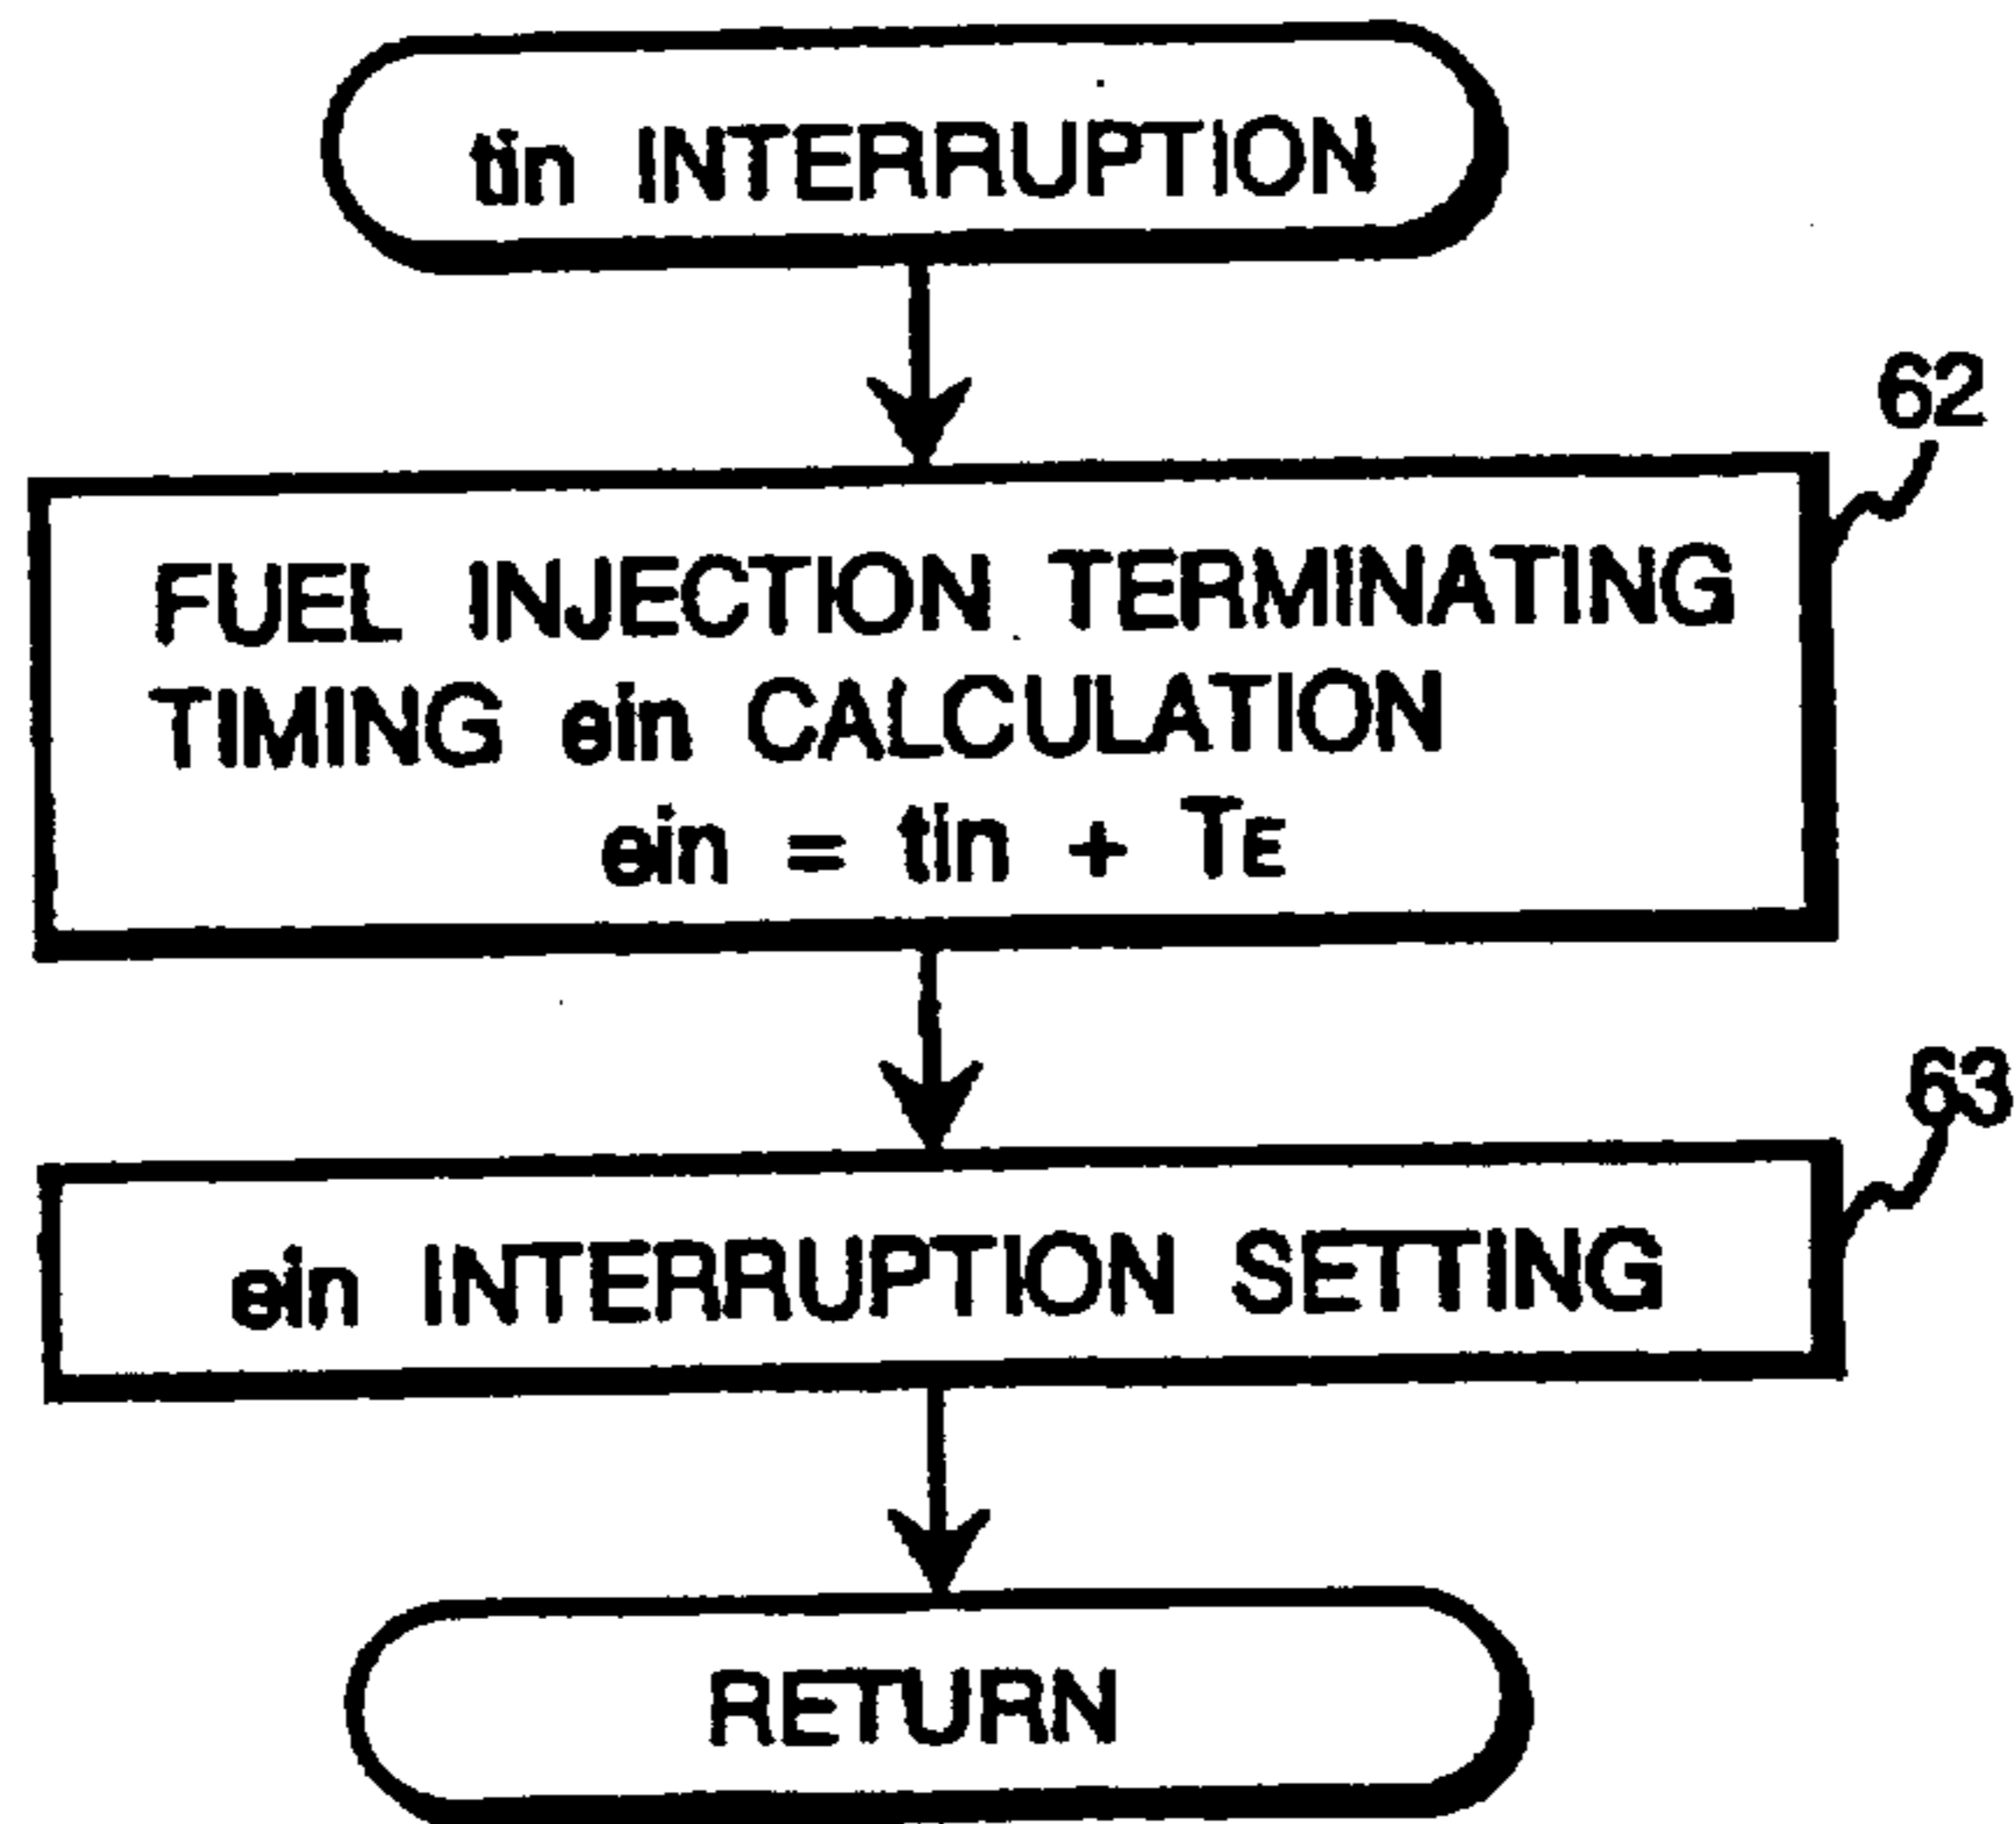 tin INTERRUPTION
62
FUEL INJECTION TERMINATING
TIMING ein CALCULATION
ein = tin + TE
63
ein INTERRUPTION SETTING
RETURN